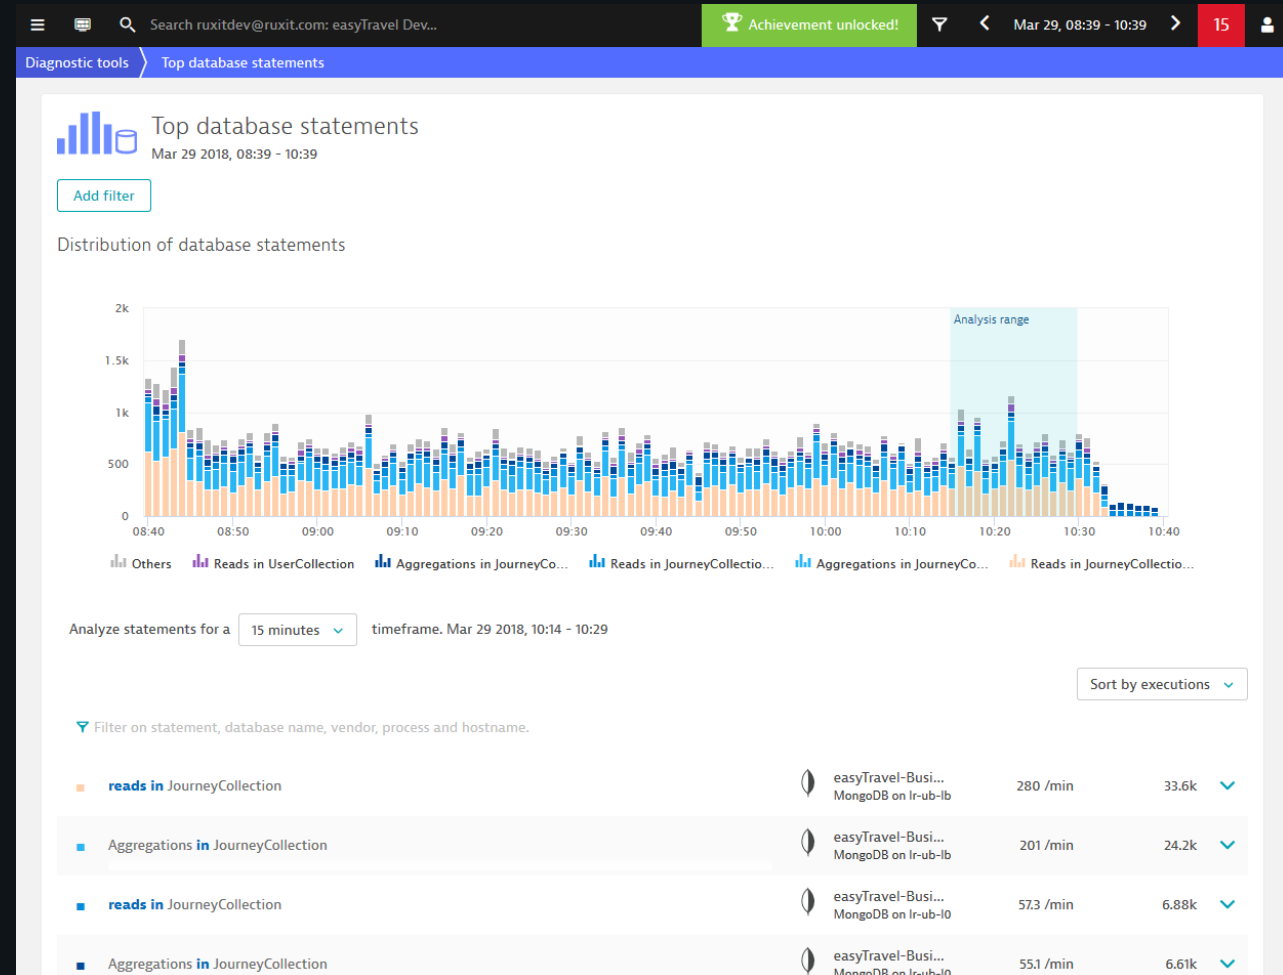 Search ruxitdev@ruxit.com: easyTravel Dev...
Achievement unlocked!
Mar 29, 08:39 - 10:39
15
Diagnostic tools
Top database statements
Top database statements
Mar 29 2018, 08:39 - 10:39
Add filter
Distribution of database statements
2k
Analysis range
1.5k
1k
500
0
08:40 08:50 09:00 09:10 09:20 09:30 09:40 09:50 10:00 10:10 10:20 10:30 10:40
Others Reads in UserCollection Aggregations in JourneyCo... Reads in JourneyCollectio... Aggregations in JourneyCo... Reads in JourneyCollectio...
Analyze statements for a 15 minutes timeframe. Mar 29 2018, 10:14 - 10:29
Sort by executions
Filter on statement, database name, vendor, process and hostname.
reads in JourneyCollection easyTravel-Busi... 280 /min 33.6k
MongoDB on lr-ub-lb
Aggregations in JourneyCollection easyTravel-Busi... 201 /min 24.2k
MongoDB on lr-ub-lb
reads in JourneyCollection easyTravel-Busi... 57.3 /min 6.88k
MongoDB on lr-ub-l0
Aggregations in JourneyCollection easyTravel-Busi... 55.1 /min 6.61k
MongoDB on lr-ub-l0